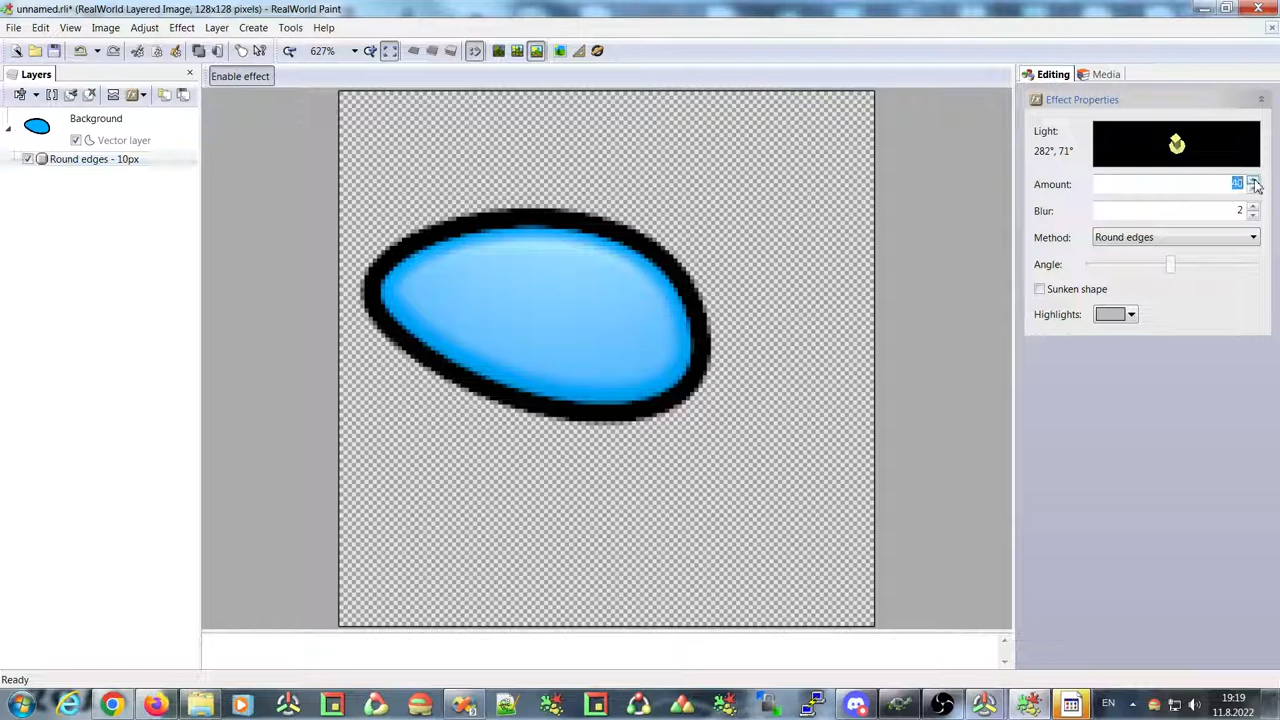 unnamed.rli* (RealWorld Layered Image, 128x128 pixels) - RealWorld Paint
File Edit View Image Adjust Effect Layer Create Tools Help
627%
Layers
Enable effect
Editing Media
Background
Vector layer
Round edges - 10px
Effect Properties
Light:
282°, 71°
Amount: 40
Blur: 2
Method: Round edges
Angle:
Sunken shape
Highlights:
Ready
EN
19:19
11.8.2022